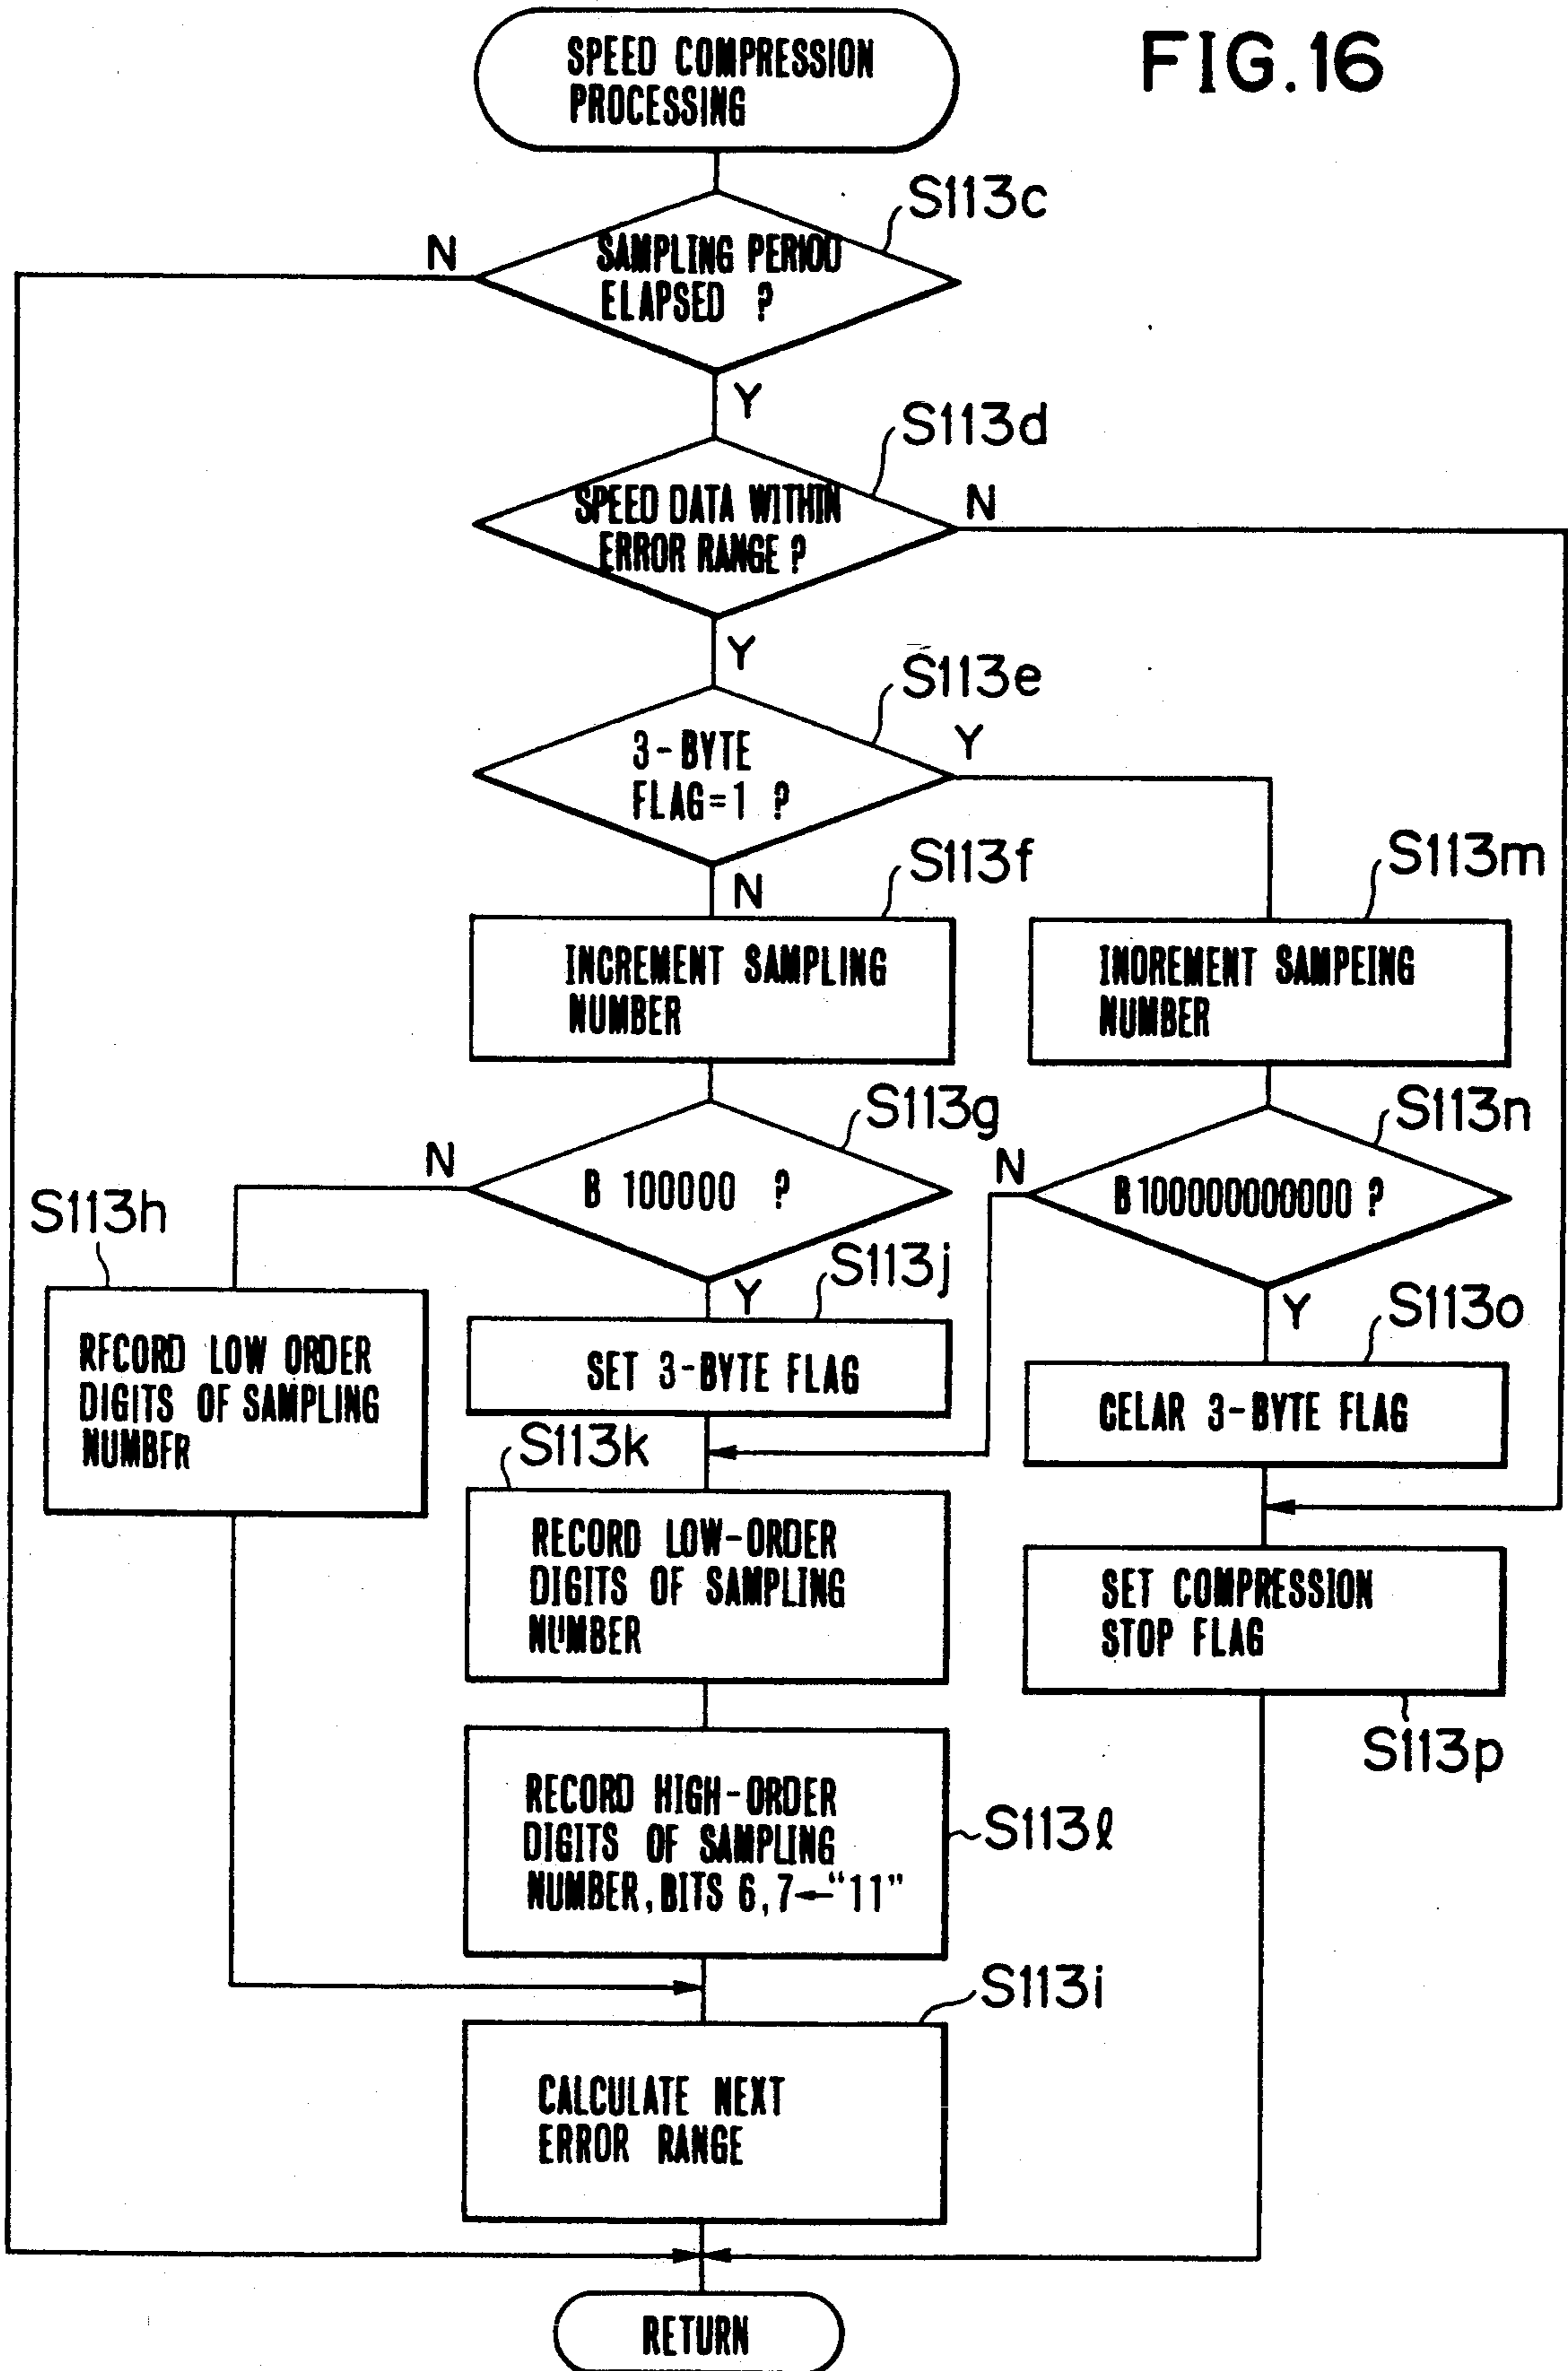 FIG.16
SPEED COMPRESSION
PROCESSING
S113c
N
SAMPLING PERIOD
ELAPSED ?
Y
S113d
SPEED DATA WITHIN
ERROR RANGE ?
N
Y
S113e
3-BYTE
FLAG=1 ?
Y
N
S113f
INCREMENT SAMPLING
NUMBER
S113m
INDREMENT SAMPEING
NUMBER
S113g
N
B 100000 ?
Y
S113n
N
B 100000000000 ?
Y
S113h
RFCORD LOW ORDER
DIGITS OF SAMPLING
NUMBFR
S113j
SET 3-BYTE FLAG
S113o
CELAR 3-BYTE FLAG
S113k
RECORD LOW-ORDER
DIGITS OF SAMPLING
NUMBER
SET COMPRESSION
STOP FLAG
S113p
RECORD HIGH-ORDER
DIGITS OF SAMPLING
NUMBER, BITS 6, 7←"11"
S113ℓ
S113i
CALCULATE NEXT
ERROR RANGE
RETURN